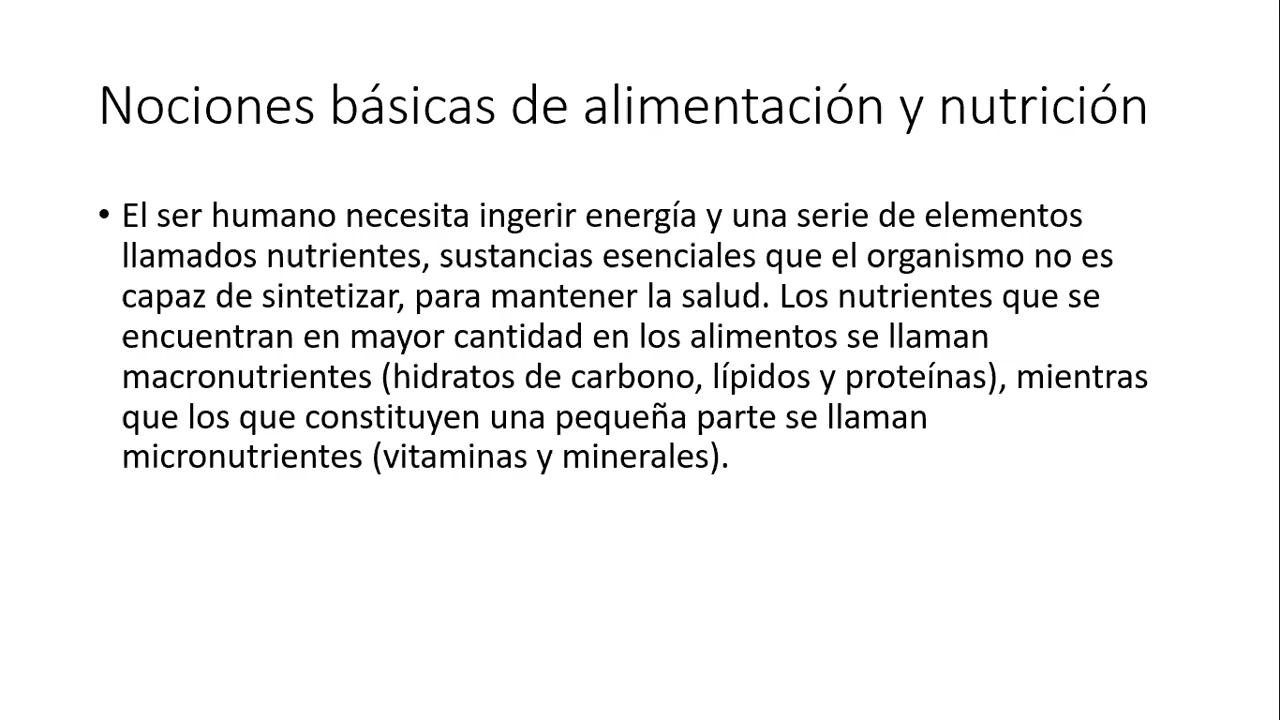 Nociones básicas de alimentación y nutrición
• El ser humano necesita ingerir energía y una serie de elementos
llamados nutrientes, sustancias esenciales que el organismo no es
capaz de sintetizar, para mantener la salud. Los nutrientes que se
encuentran en mayor cantidad en los alimentos se llaman
macronutrientes (hidratos de carbono, lípidos y proteínas), mientras
que los que constituyen una pequeña parte se llaman
micronutrientes (vitaminas y minerales).